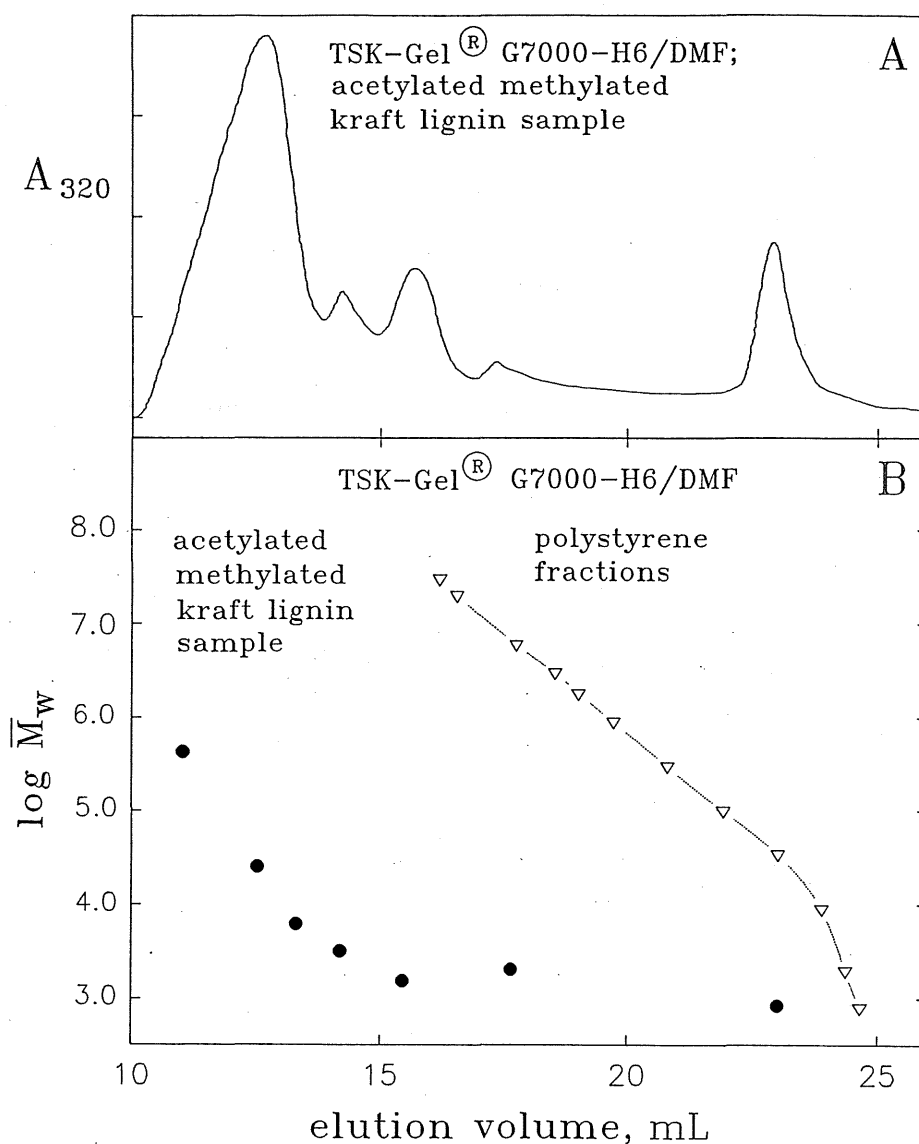 TSK-Gel® G7000-H6/DMF;
acetylated methylated
kraft lignin sample
A
A320
TSK-Gel® G7000-H6/DMF
B
acetylated
methylated
kraft lignin
sample
polystyrene
fractions
8.0
7.0
6.0
5.0
4.0
3.0
log M̅w
10 15 20 25
elution volume, mL